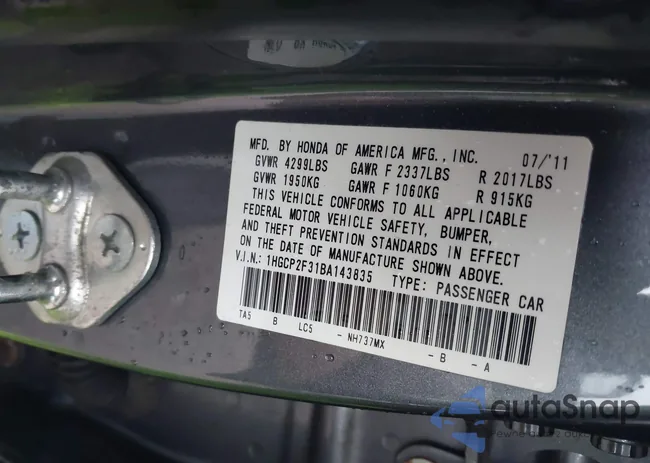 MFD. BY HONDA OF AMERICA MFG., INC. 07/'11
GVWR 4299LBS GAWR F 2337LBS R 2017LBS
GVWR 1950KG GAWR F 1060KG R 915KG
THIS VEHICLE CONFORMS TO ALL APPLICABLE
FEDERAL MOTOR VEHICLE SAFETY, BUMPER,
AND THEFT PREVENTION STANDARDS IN EFFECT
ON THE DATE OF MANUFACTURE SHOWN ABOVE.
V.I.N.: 1HGCP2F31BA143835 TYPE: PASSENGER CAR
TA5 B LC5 - NH737MX - B - A
autoSnap